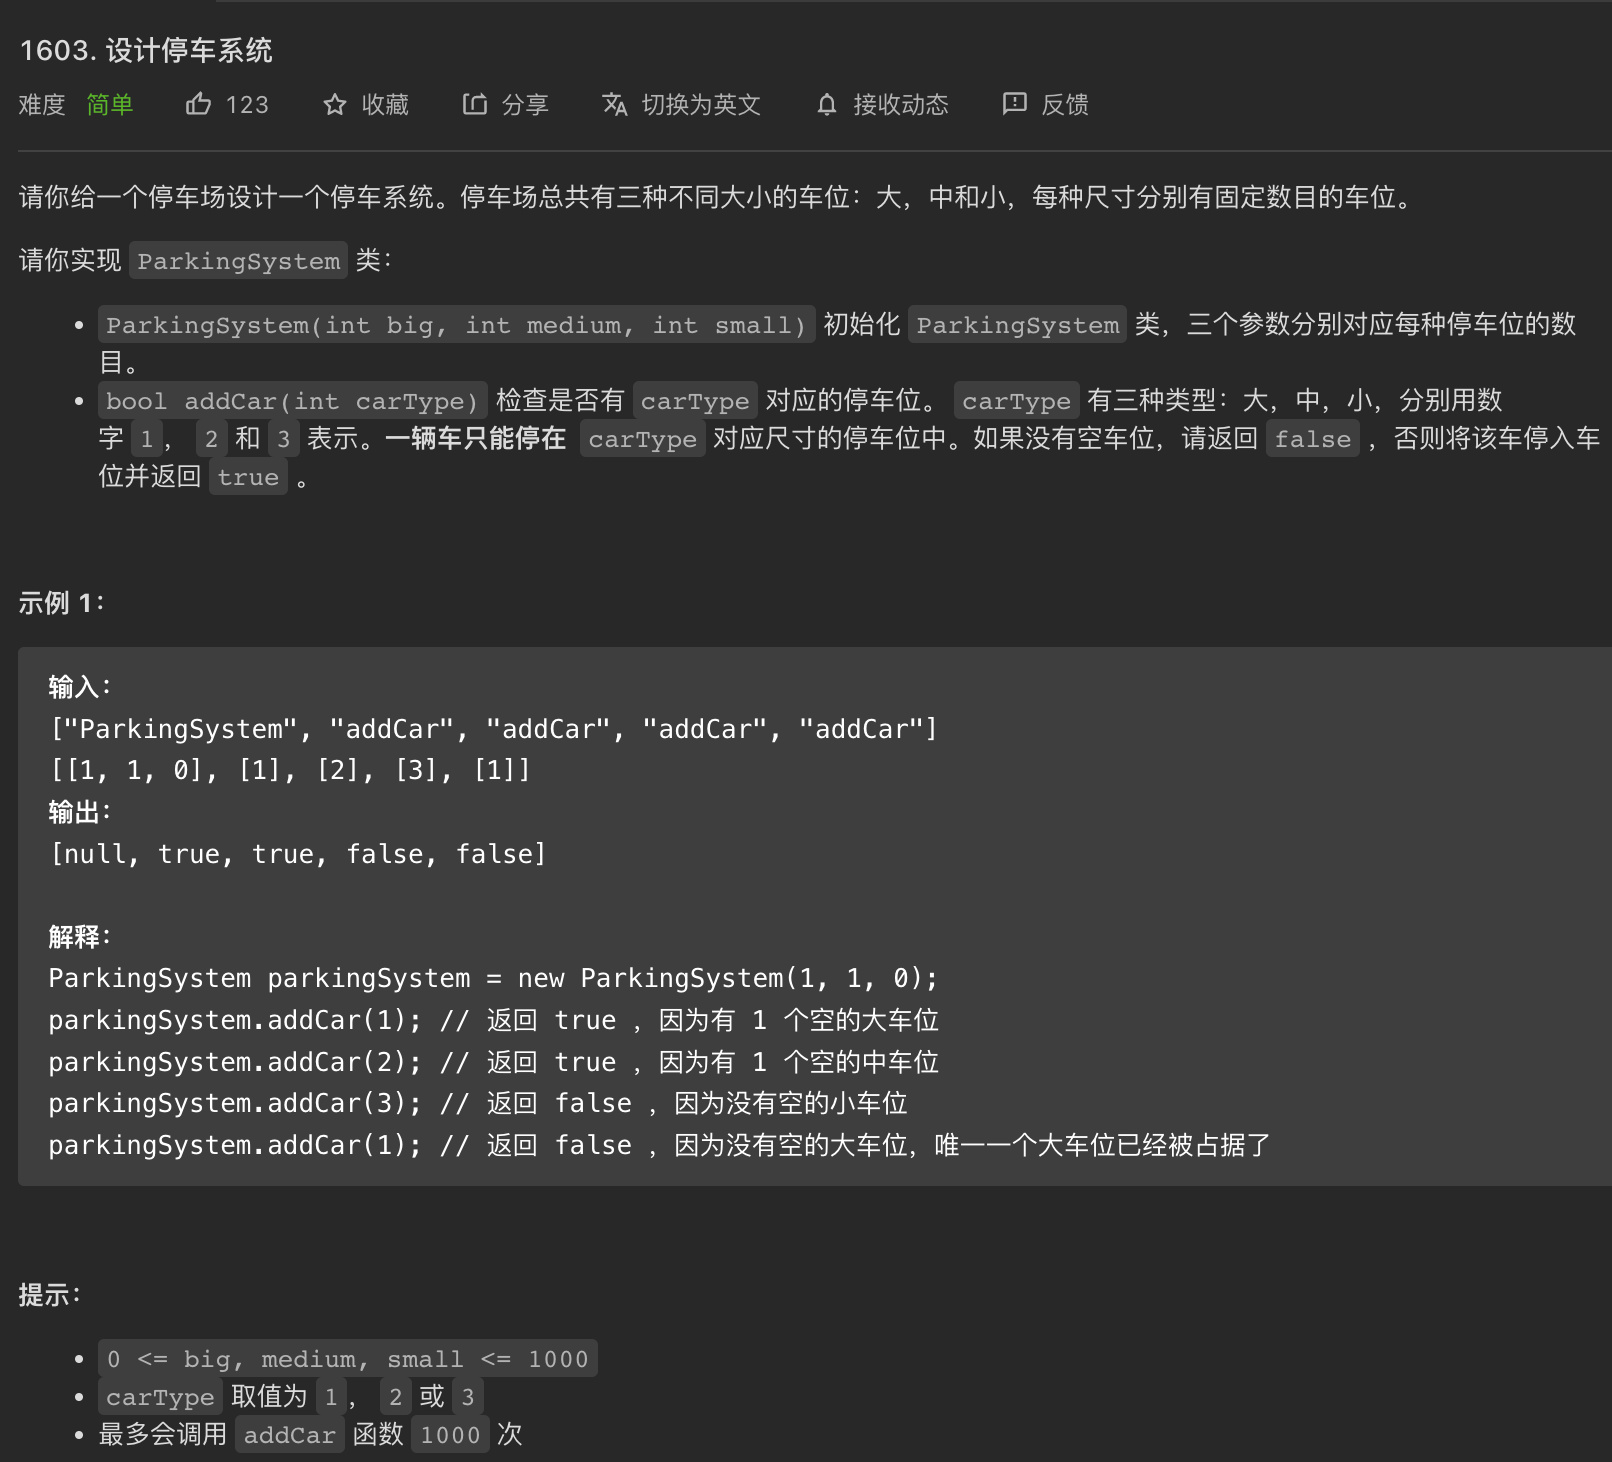 1603. 设计停车系统
难度 简单 123 收藏 分享 切换为英文 接收动态 反馈
请你给一个停车场设计一个停车系统。停车场总共有三种不同大小的车位：大，中和小，每种尺寸分别有固定数目的车位。
请你实现 ParkingSystem 类：
• ParkingSystem(int big, int medium, int small) 初始化 ParkingSystem 类，三个参数分别对应每种停车位的数
目。
• bool addCar(int carType) 检查是否有 carType 对应的停车位。 carType 有三种类型：大，中，小，分别用数
字 1， 2 和 3 表示。一辆车只能停在 carType 对应尺寸的停车位中。如果没有空车位，请返回 false ，否则将该车停入车
位并返回 true 。
示例 1：
输入：
["ParkingSystem", "addCar", "addCar", "addCar", "addCar"]
[[1, 1, 0], [1], [2], [3], [1]]
输出：
[null, true, true, false, false]
解释：
ParkingSystem parkingSystem = new ParkingSystem(1, 1, 0);
parkingSystem.addCar(1); // 返回 true ，因为有 1 个空的大车位
parkingSystem.addCar(2); // 返回 true ，因为有 1 个空的中车位
parkingSystem.addCar(3); // 返回 false ，因为没有空的小车位
parkingSystem.addCar(1); // 返回 false ，因为没有空的大车位，唯一一个大车位已经被占据了
提示：
• 0 <= big, medium, small <= 1000
• carType 取值为 1， 2 或 3
• 最多会调用 addCar 函数 1000 次